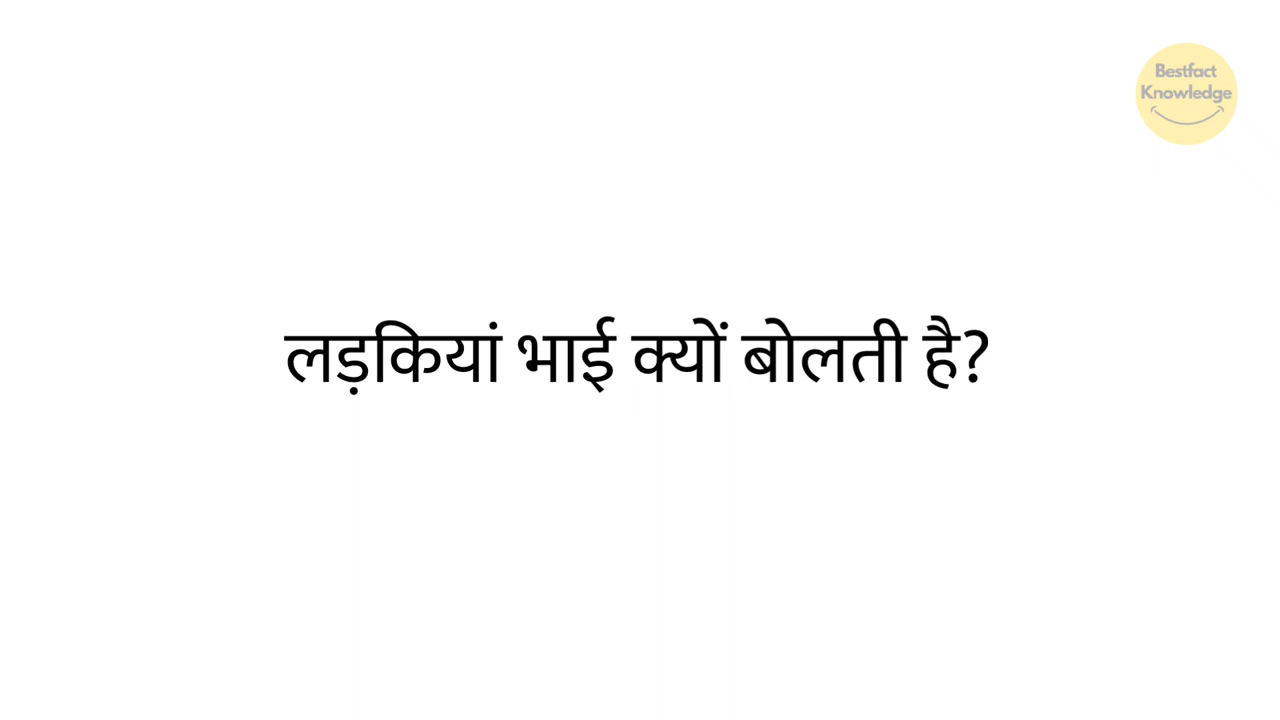 Bestfact
Knowledge
लड़कियां भाई क्यों बोलती है?